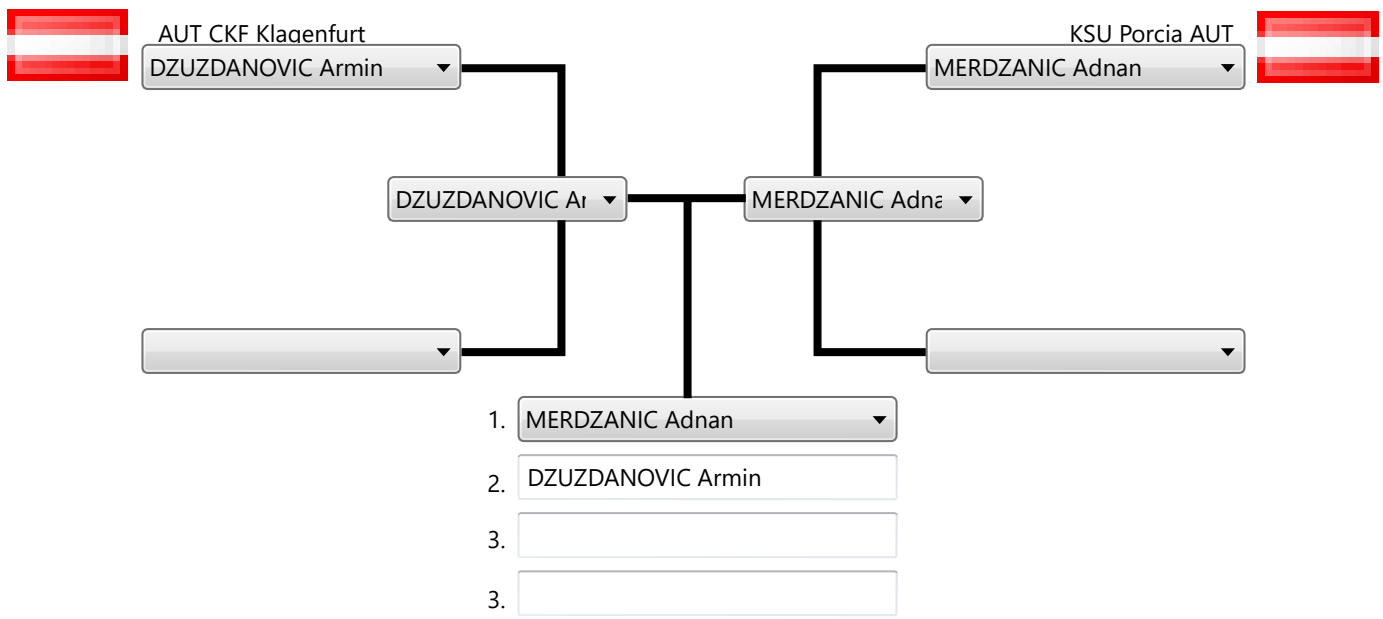 AUT CKF Klagenfurt
KSU Porcia AUT
DZUZDANOVIC Armin
MERDZANIC Adnan
DZUZDANOVIC Ar
MERDZANIC Adna
1. MERDZANIC Adnan
2. DZUZDANOVIC Armin
3.
3.